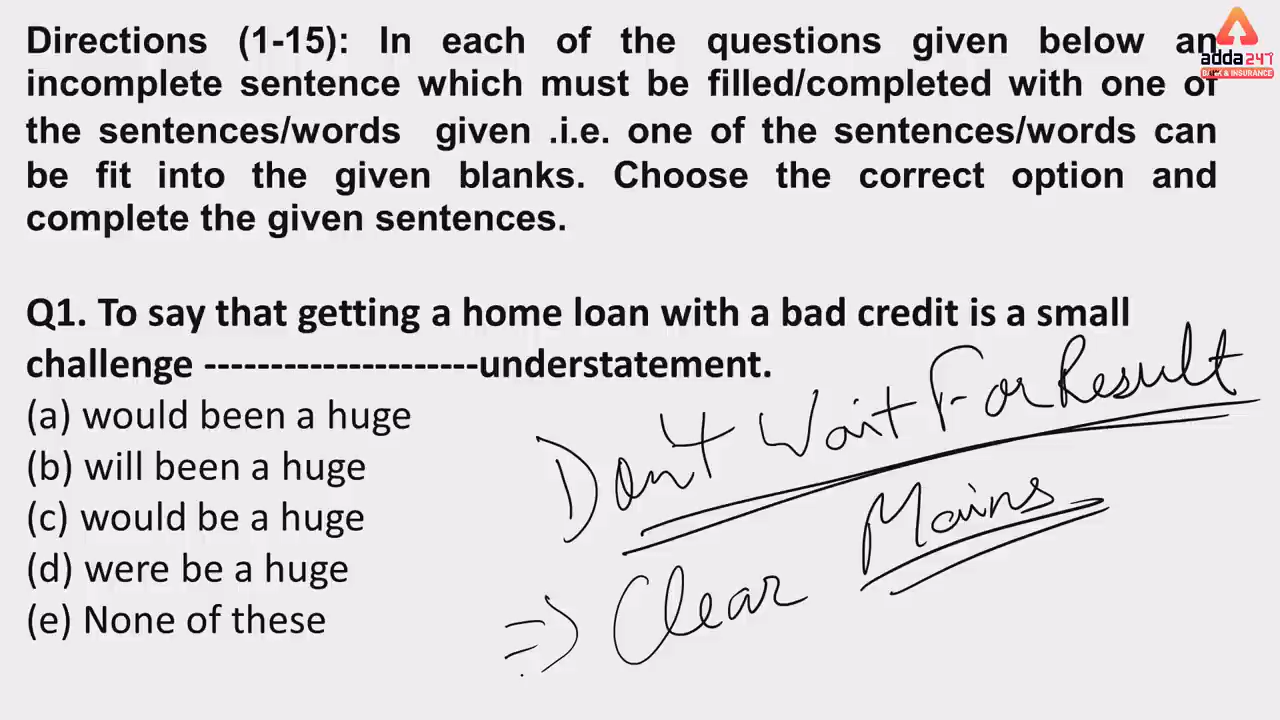 Directions (1-15): In each of the questions given below an
incomplete sentence which must be filled/completed with one of
the sentences/words given .i.e. one of the sentences/words can
be fit into the given blanks. Choose the correct option and
complete the given sentences.
adda247
BANK & INSURANCE
Q1. To say that getting a home loan with a bad credit is a small
challenge ---------------------understatement.
(a) would been a huge
(b) will been a huge
(c) would be a huge
(d) were be a huge
(e) None of these
Don't Wait For Result
Mains
=> Clear